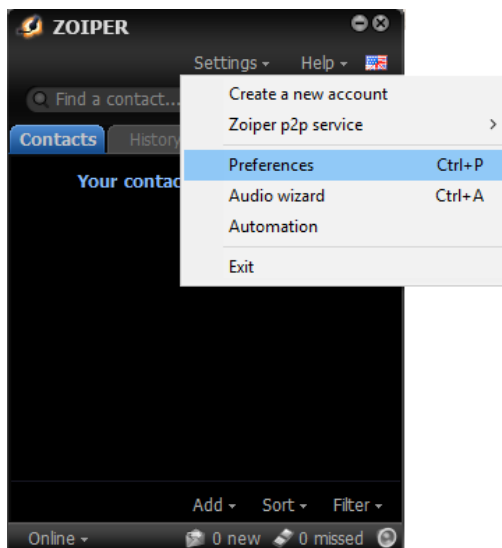 ZOIPER
Settings Help
Find a contact...
Create a new account
Zoiper p2p service
Contacts History
Preferences Ctrl+P
Your contac
Audio wizard Ctrl+A
Automation
Exit
Add Sort Filter
Online 0 new 0 missed